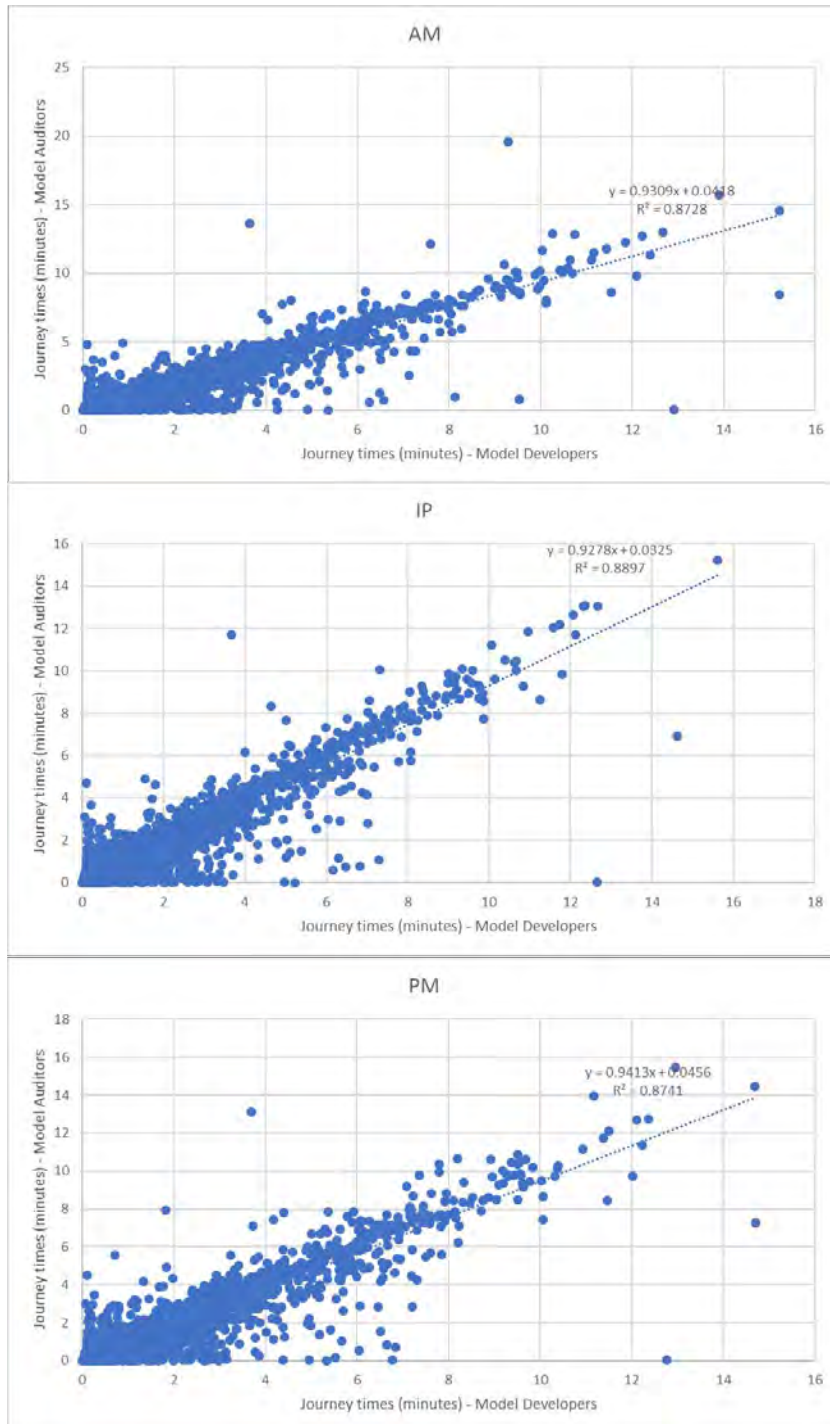 AM
25
20
15
10
5
0
y = 0.9309x + 0.0418
R² = 0.8728
Journey times (minutes) - Model Auditors
0 2 4 6 8 10 12 14 16
Journey times (minutes) - Model Developers
IP
16
14
12
10
8
6
4
2
0
y = 0.9278x + 0.0325
R² = 0.8897
Journey times (minutes) - Model Auditors
0 2 4 6 8 10 12 14 16 18
Journey times (minutes) - Model Developers
PM
18
16
14
12
10
8
6
4
2
0
y = 0.9413x + 0.0456
R² = 0.8741
Journey times (minutes) - Model Auditors
0 2 4 6 8 10 12 14 16
Journey times (minutes) - Model Developers